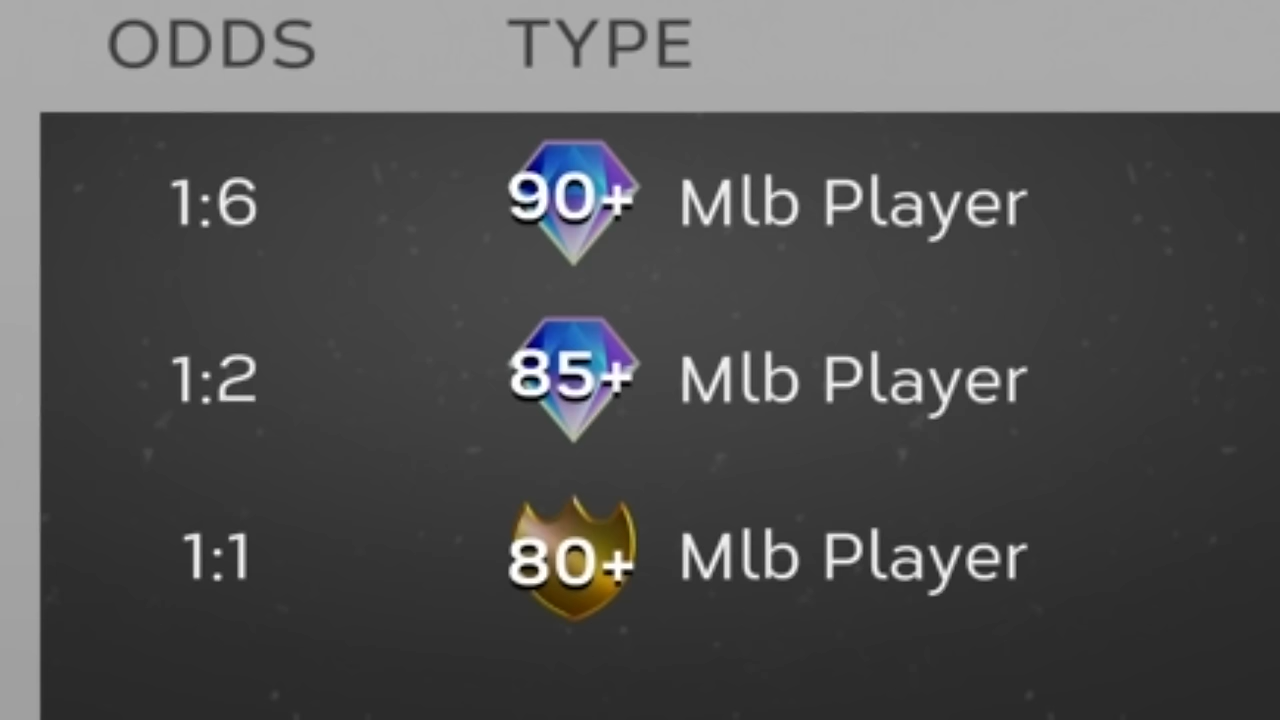 ODDS TYPE
1:6 90+ Mlb Player
1:2 85+ Mlb Player
1:1 80+ Mlb Player